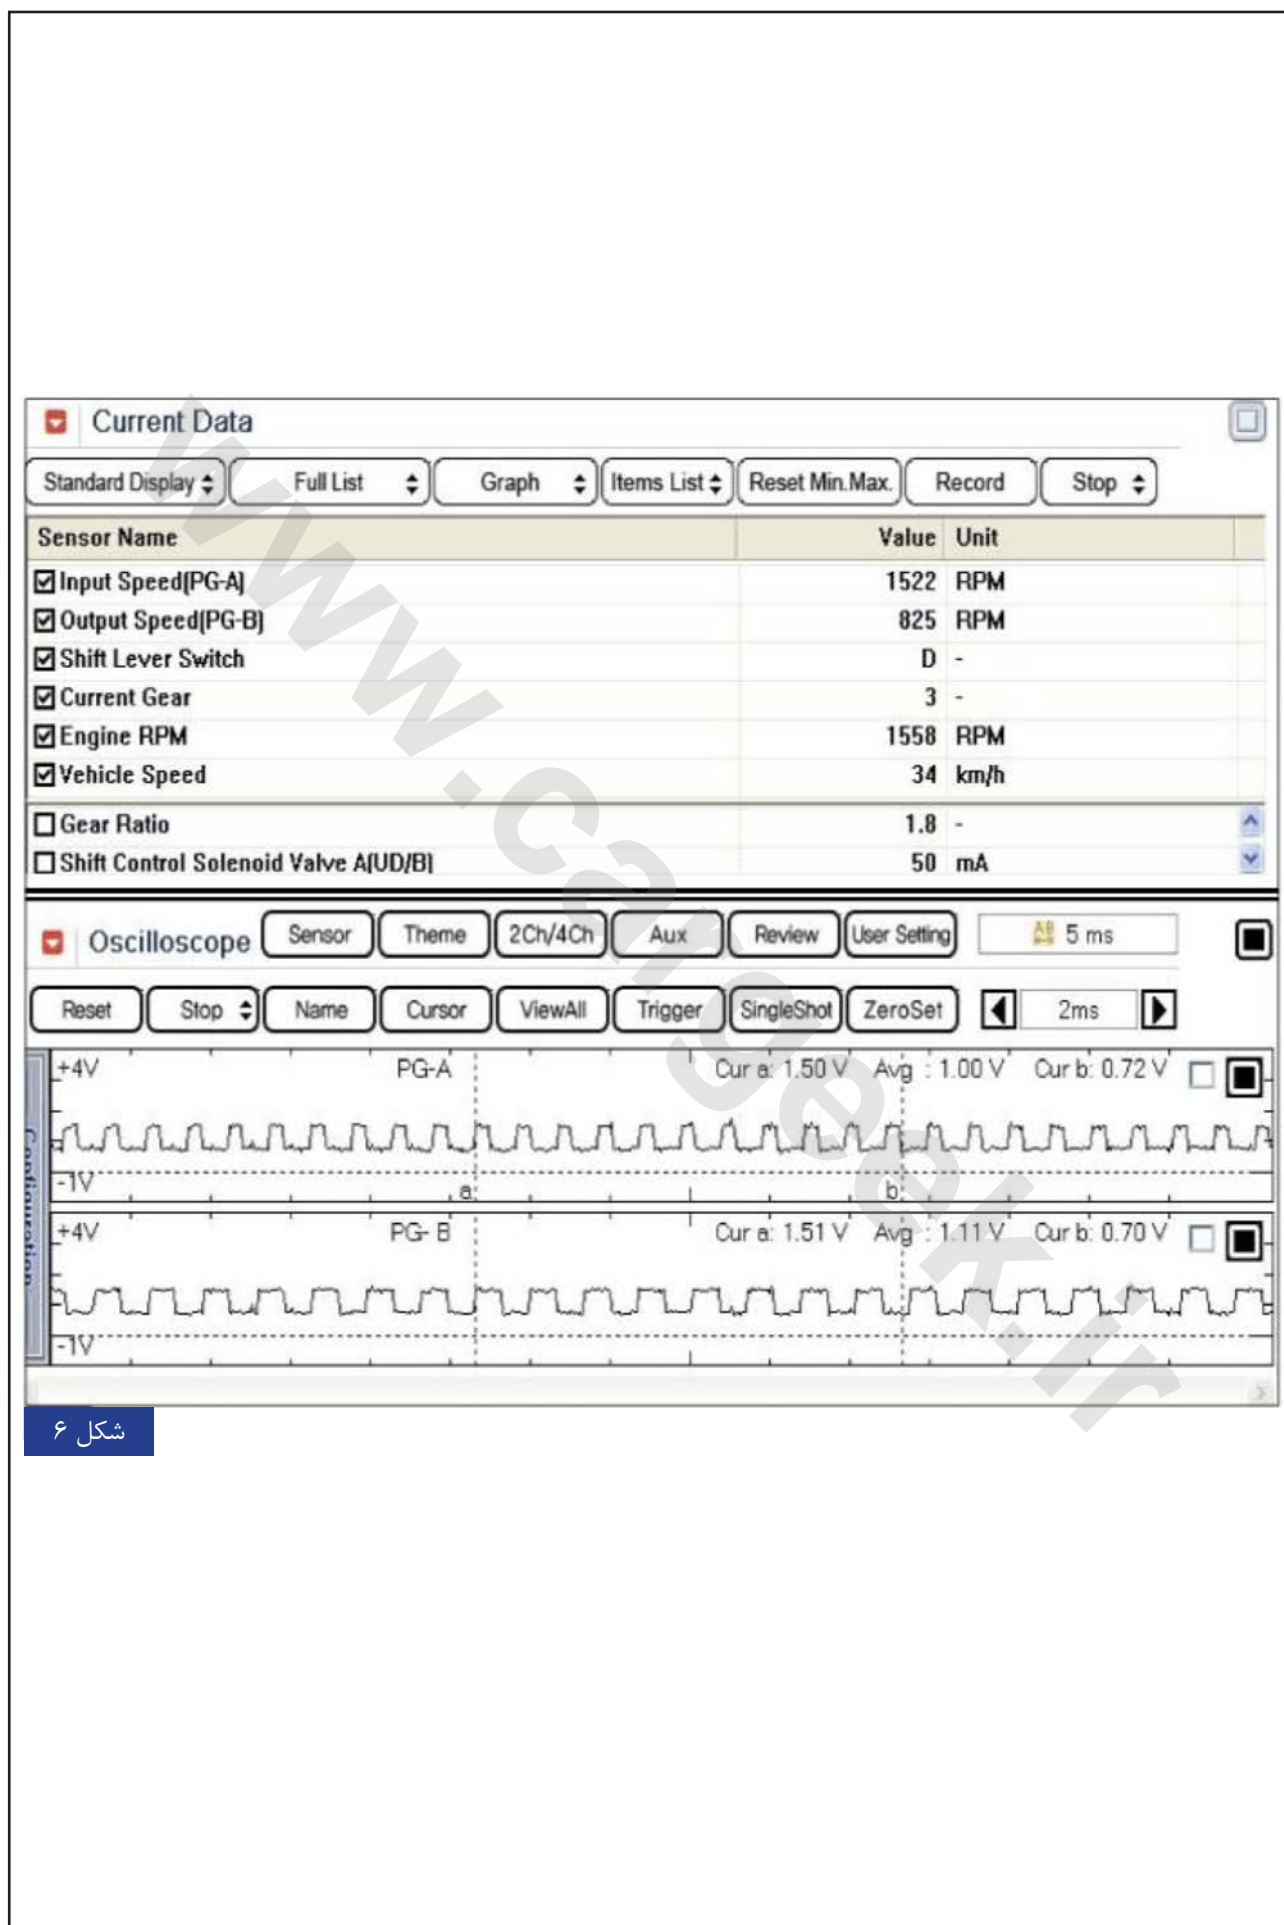 Current Data
Standard Display Full List Graph Items List Reset Min.Max. Record Stop
Sensor Name Value Unit
Input Speed(PG-A) 1522 RPM
Output Speed(PG-B) 825 RPM
Shift Lever Switch D -
Current Gear 3 -
Engine RPM 1558 RPM
Vehicle Speed 34 km/h
Gear Ratio 1.8 -
Shift Control Solenoid Valve A(UD/B) 50 mA
Oscilloscope Sensor Theme 2Ch/4Ch Aux Review User Setting AB 5 ms
Reset Stop Name Cursor ViewAll Trigger SingleShot ZeroSet 2ms
Configuration
+4V PG-A Cur a: 1.50 V Avg : 1.00 V Cur b: 0.72 V
-1V a b
+4V PG- B Cur a: 1.51 V Avg : 1.11 V Cur b: 0.70 V
-1V
شکل ۶
www.cargeek.ir